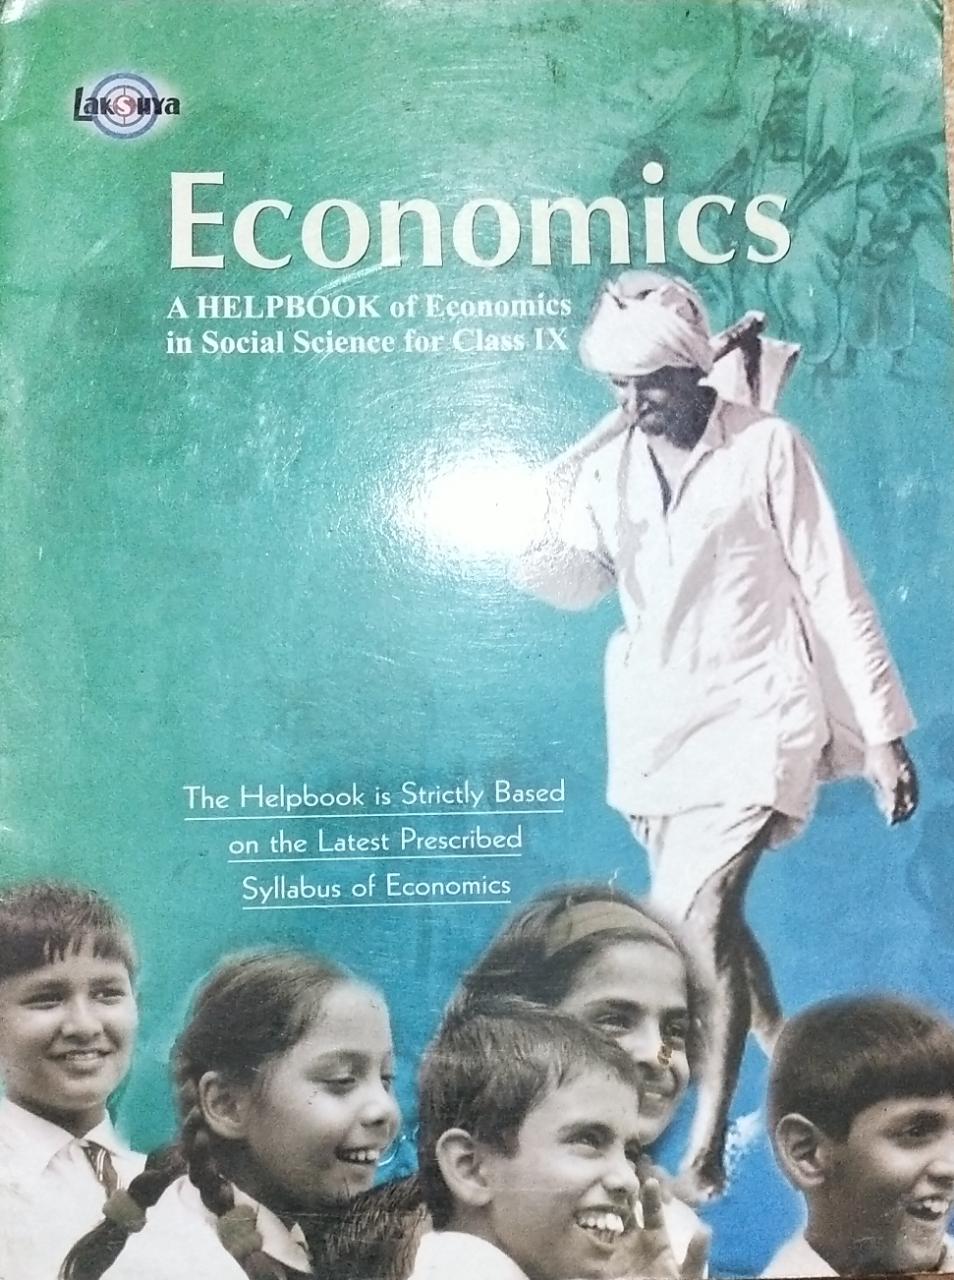 Lakshya
Economics
A HELPBOOK of Economics
in Social Science for Class IX
The Helpbook is Strictly Based
on the Latest Prescribed
Syllabus of Economics